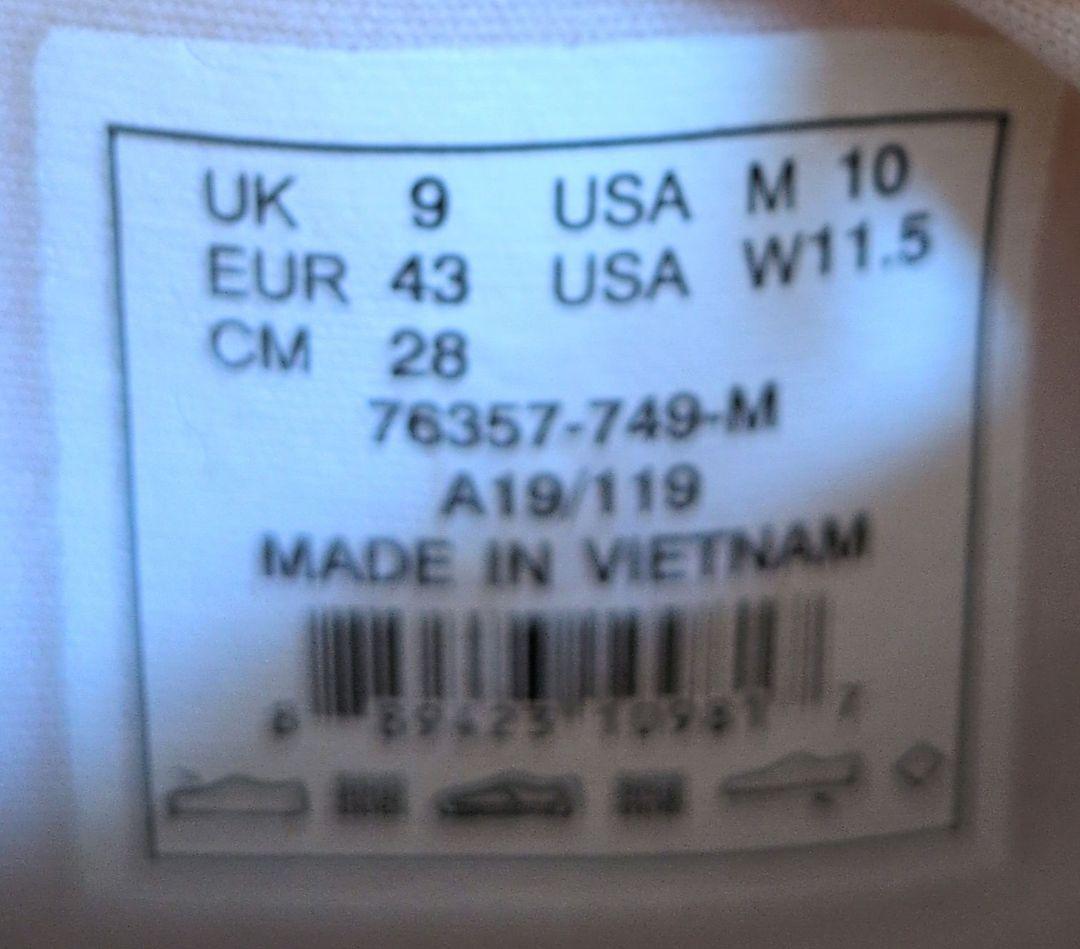 UK 9 USA M 10
EUR 43 USA W11.5
CM 28
76357-749-M
A19/119
MADE IN VIETNAM